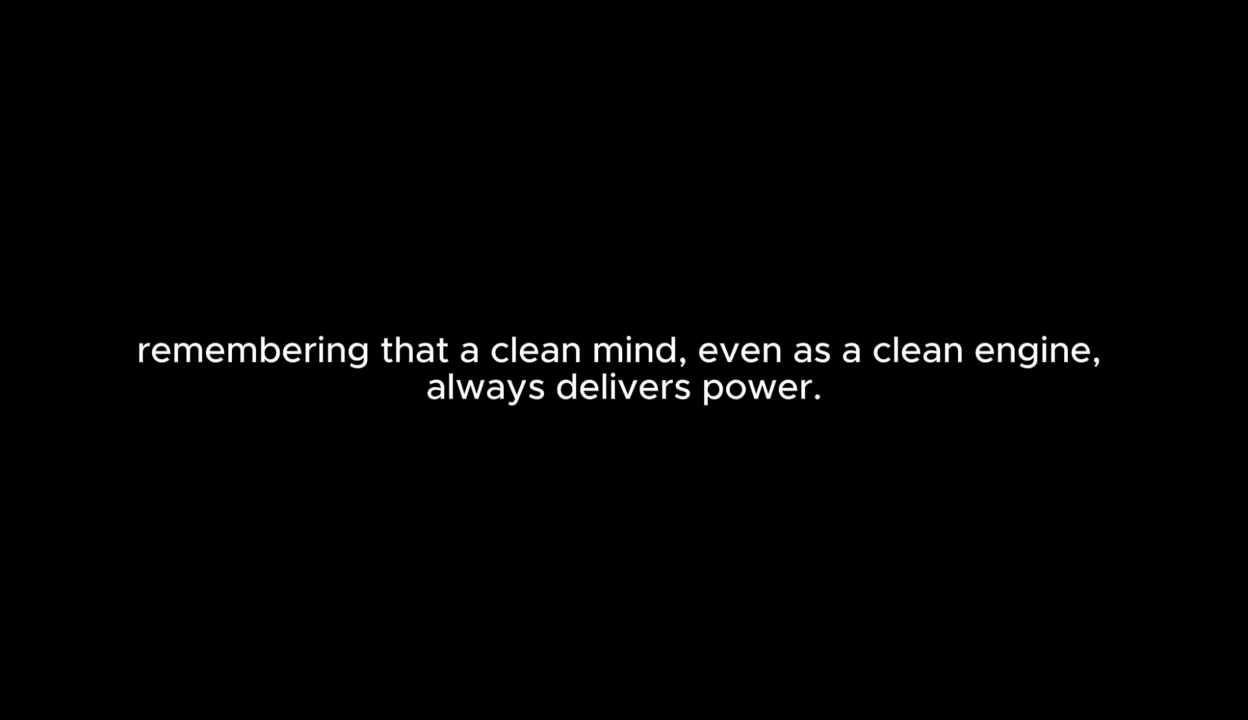 remembering that a clean mind, even as a clean engine,
always delivers power.